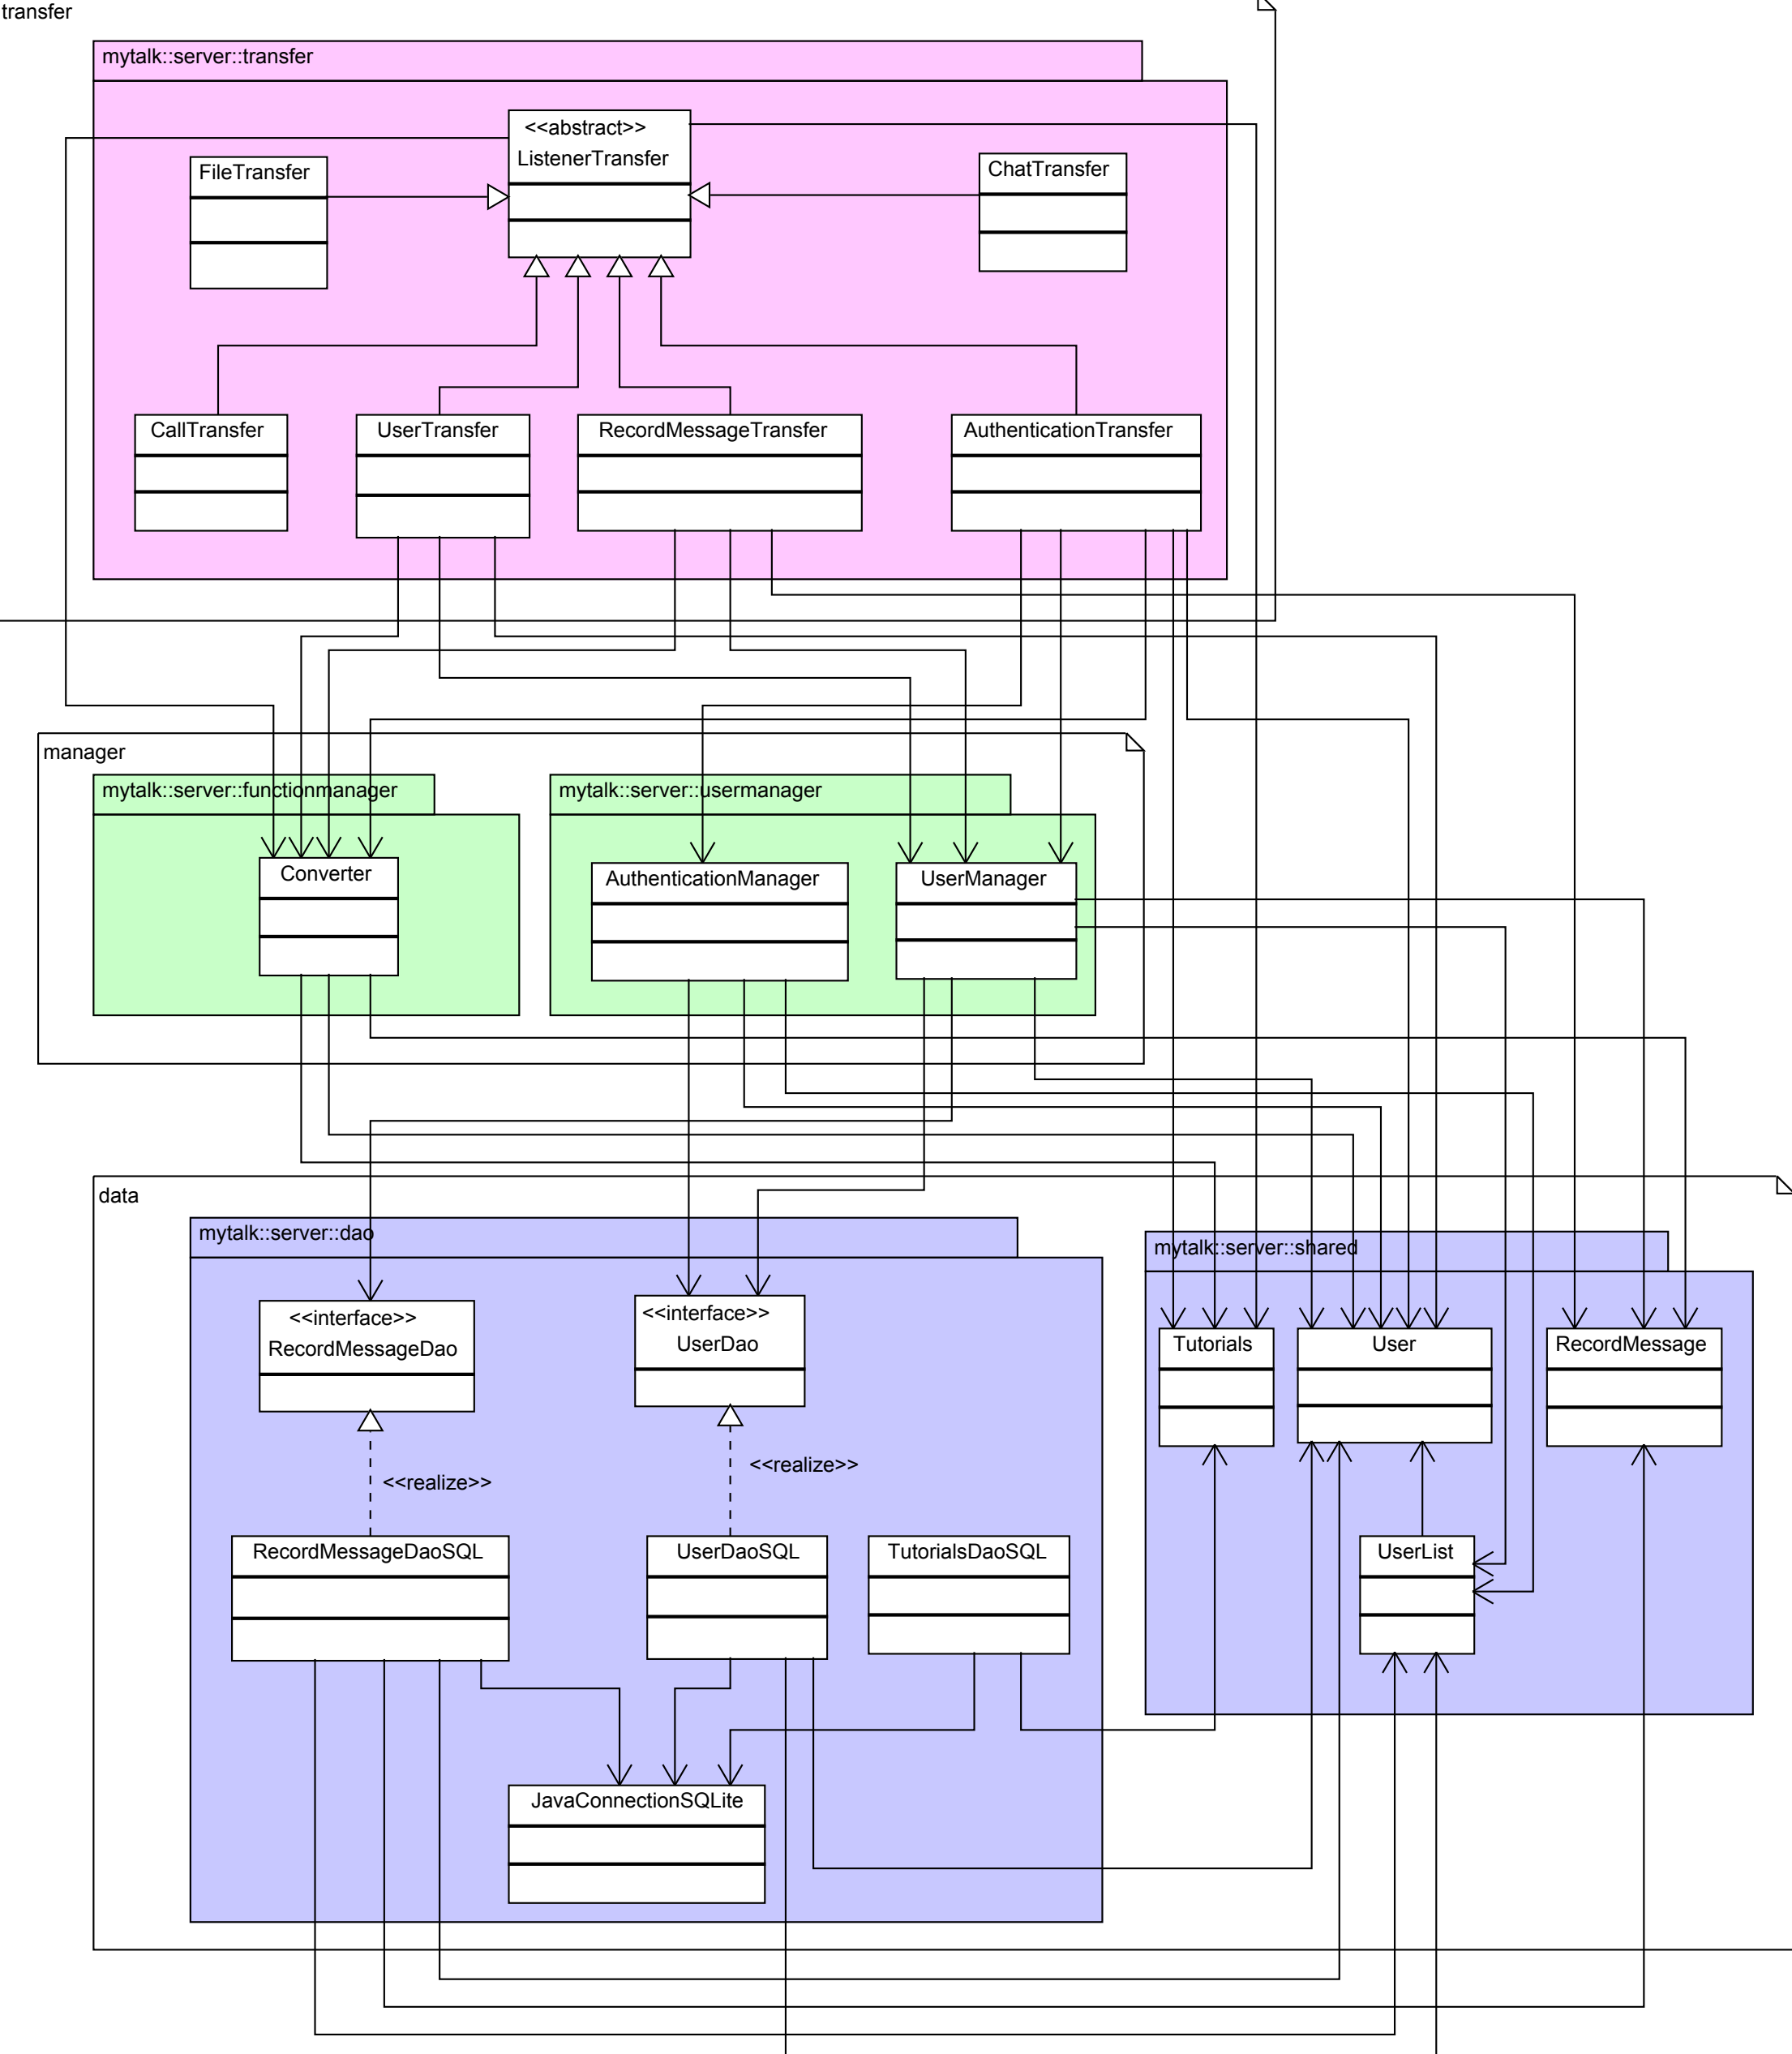 transfer
mytalk::server::transfer
<<abstract>>
ListenerTransfer
FileTransfer
ChatTransfer
CallTransfer
UserTransfer
RecordMessageTransfer
AuthenticationTransfer
manager
mytalk::server::functionmanager
mytalk::server::usermanager
Converter
AuthenticationManager
UserManager
data
mytalk::server::dao
mytalk::server::shared
<<interface>>
RecordMessageDao
<<interface>>
UserDao
Tutorials
User
RecordMessage
<<realize>>
<<realize>>
RecordMessageDaoSQL
UserDaoSQL
TutorialsDaoSQL
UserList
JavaConnectionSQLite